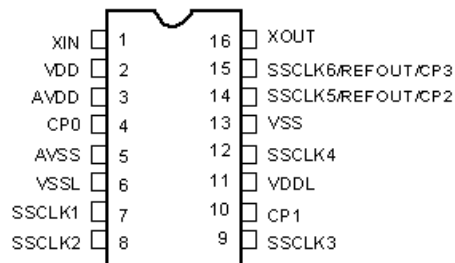 XIN 1 16 XOUT
VDD 2 15 SSCLK6/REFOUT/CP3
AVDD 3 14 SSCLK5/REFOUT/CP2
CP0 4 13 VSS
AVSS 5 12 SSCLK4
VSSL 6 11 VDDL
SSCLK1 7 10 CP1
SSCLK2 8 9 SSCLK3